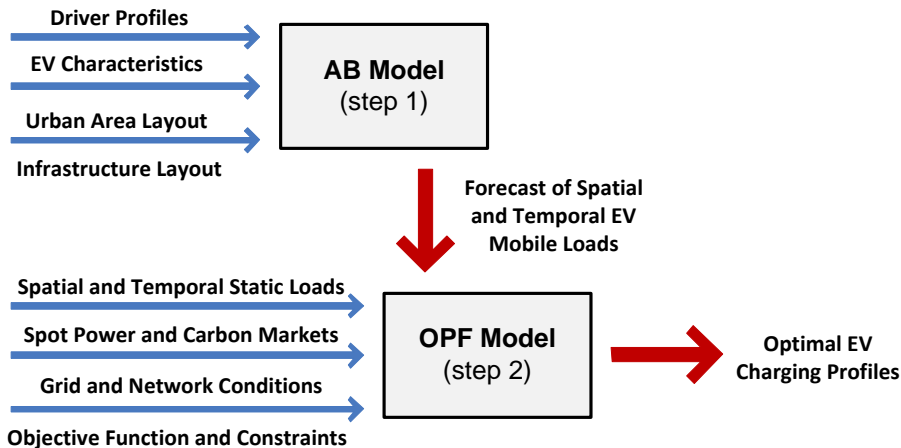 Driver Profiles
EV Characteristics
Urban Area Layout
Infrastructure Layout
AB Model
(step 1)
Forecast of Spatial
and Temporal EV
Mobile Loads
Spatial and Temporal Static Loads
Spot Power and Carbon Markets
Grid and Network Conditions
Objective Function and Constraints
OPF Model
(step 2)
Optimal EV
Charging Profiles